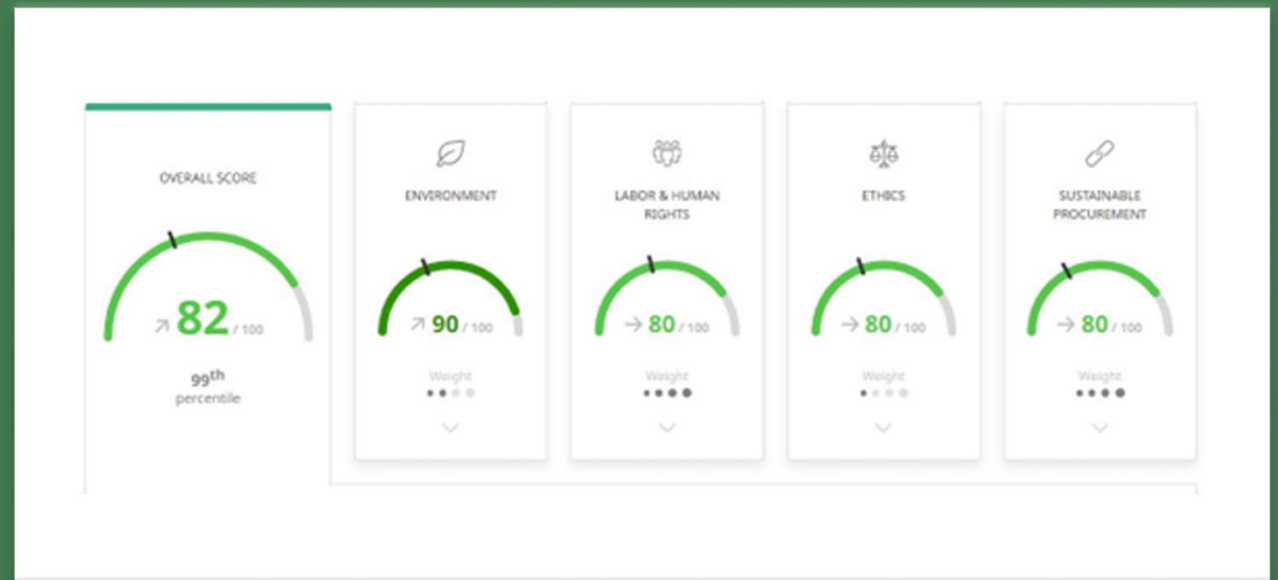 OVERALL SCORE
82 / 100
99th
percentile
ENVIRONMENT
90 / 100
Weight
LABOR & HUMAN
RIGHTS
80 / 100
Weight
ETHICS
80 / 100
Weight
SUSTAINABLE
PROCUREMENT
80 / 100
Weight